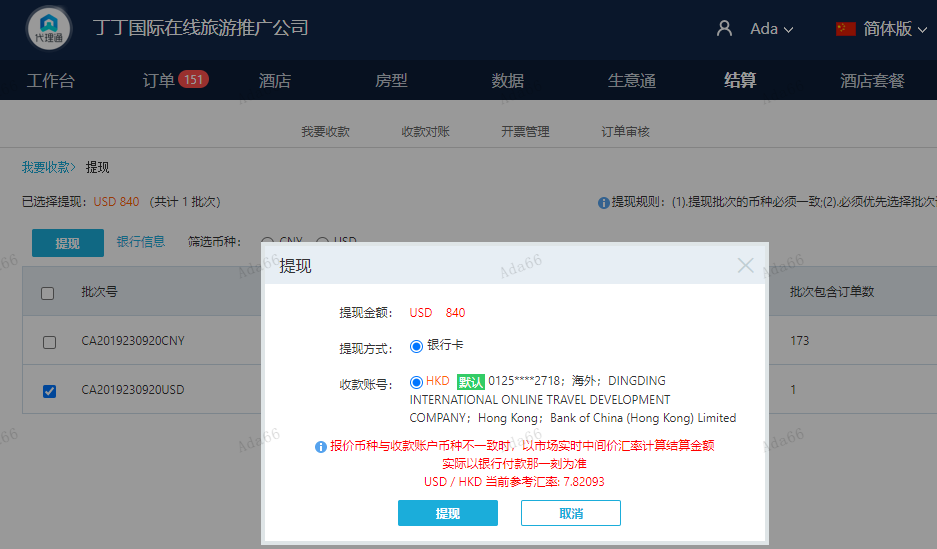 代理通
丁丁国际在线旅游推广公司
Ada
简体版
工作台
订单 151
酒店
房型
数据
生意通
结算
酒店套餐
我要收款
收款对账
开票管理
订单审核
我要收款> 提现
已选择提现: USD 840 (共计 1 批次)
提现规则: (1).提现批次的币种必须一致;(2).必须优先选择批次
提现
银行信息
筛选币种:
CNY
USD
批次号
批次包含订单数
CA2019230920CNY
173
CA2019230920USD
1
提现
提现金额: USD 840
提现方式: 银行卡
收款账号: HKD 默认 0125****2718; 海外; DINGDING
INTERNATIONAL ONLINE TRAVEL DEVELOPMENT
COMPANY; Hong Kong; Bank of China (Hong Kong) Limited
报价币种与收款账户币种不一致时,以市场实时中间价汇率计算结算金额
实际以银行付款那一刻为准
USD / HKD 当前参考汇率: 7.82093
提现
取消
Ada66
Ada66
Ada66
Ada66
Ada66